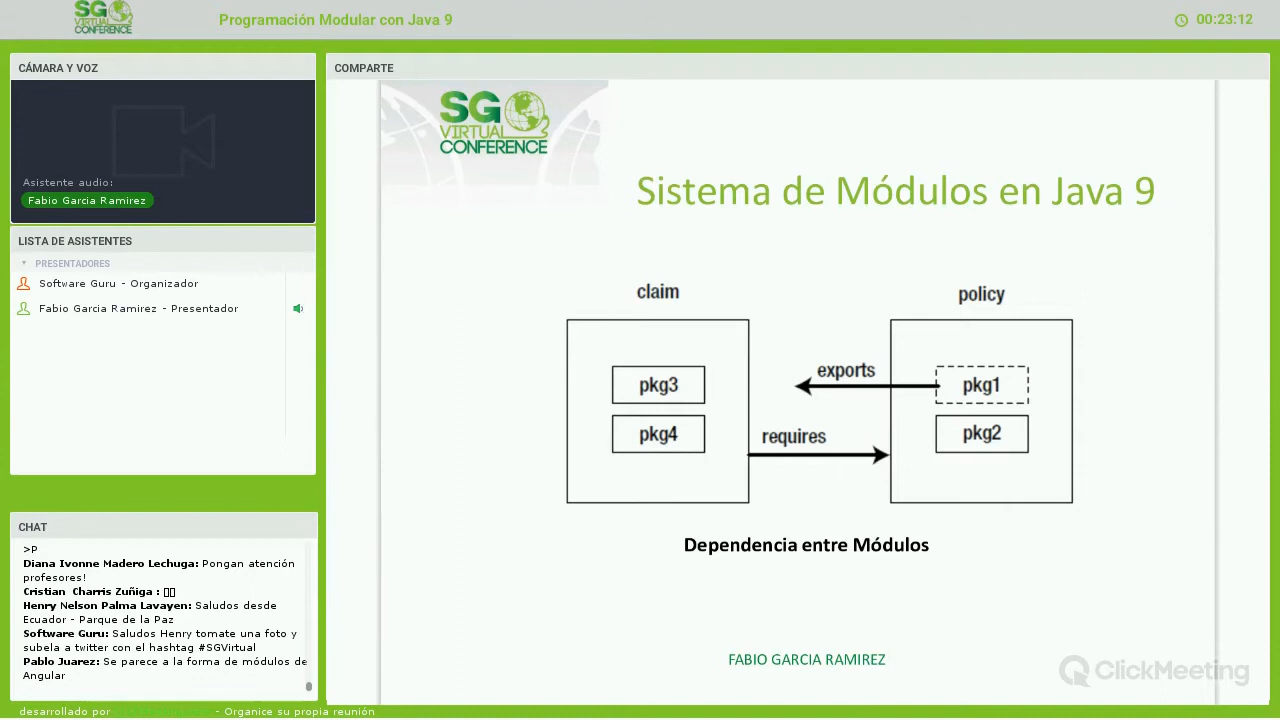 SG
VIRTUAL
CONFERENCE
Programación Modular con Java 9
00:23:12
CÁMARA Y VOZ
Asistente audio:
Fabio Garcia Ramirez
LISTA DE ASISTENTES
PRESENTADORES
Software Guru - Organizador
Fabio Garcia Ramirez - Presentador
CHAT
>P
Diana Ivonne Madero Lechuga: Pongan atención
profesores!
Cristian Charris Zuñiga :
Henry Nelson Palma Lavayen: Saludos desde
Ecuador - Parque de la Paz
Software Guru: Saludos Henry tomate una foto y
subela a twitter con el hashtag #SGVirtual
Pablo Juarez: Se parece a la forma de módulos de
Angular
desarrollado por - Organice su propia reunión
COMPARTE
SG
VIRTUAL
CONFERENCE
Sistema de Módulos en Java 9
claim
policy
pkg3
pkg4
exports
requires
pkg1
pkg2
Dependencia entre Módulos
FABIO GARCIA RAMIREZ
ClickMeeting